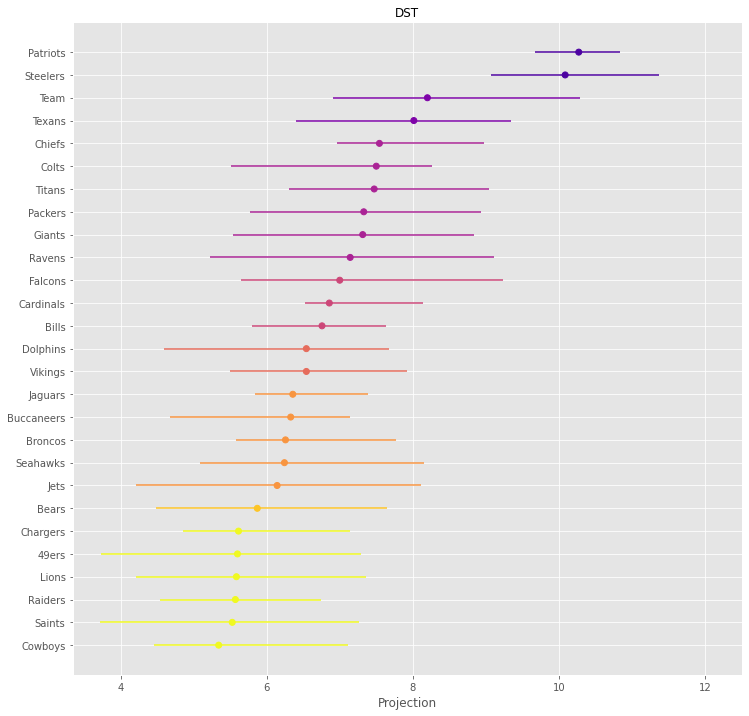 DST
Patriots
Steelers
Team
Texans
Chiefs
Colts
Titans
Packers
Giants
Ravens
Falcons
Cardinals
Bills
Dolphins
Vikings
Jaguars
Buccaneers
Broncos
Seahawks
Jets
Bears
Chargers
49ers
Lions
Raiders
Saints
Cowboys
4 6 8 10 12
Projection